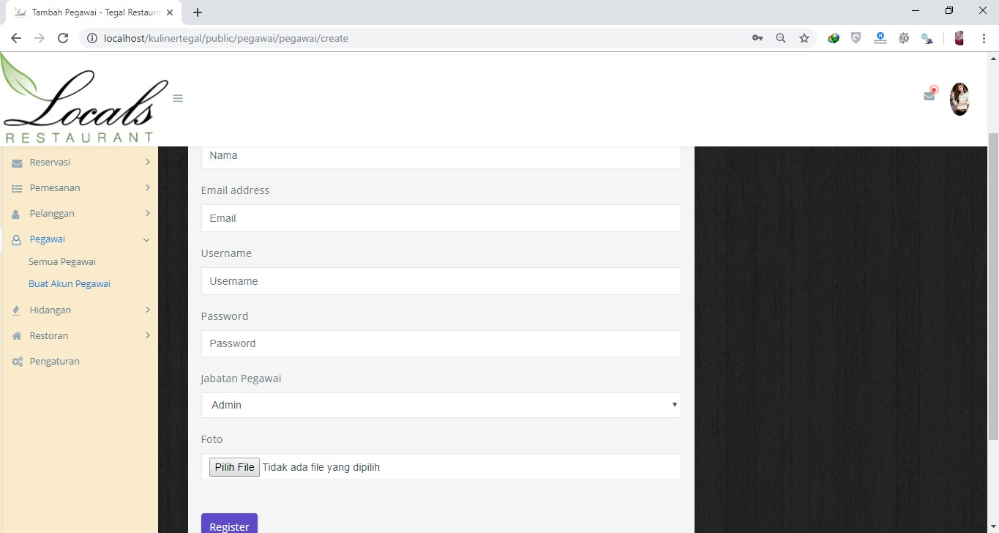 Tambah Pegawai - Tegal Restaura
localhost/kulinertegal/public/pegawai/pegawai/create
Locals
RESTAURANT
Reservasi
Pemesanan
Pelanggan
Pegawai
Semua Pegawai
Buat Akun Pegawai
Hidangan
Restoran
Pengaturan
Nama
Email address
Email
Username
Username
Password
Password
Jabatan Pegawai
Admin
Foto
Pilih File Tidak ada file yang dipilih
Register